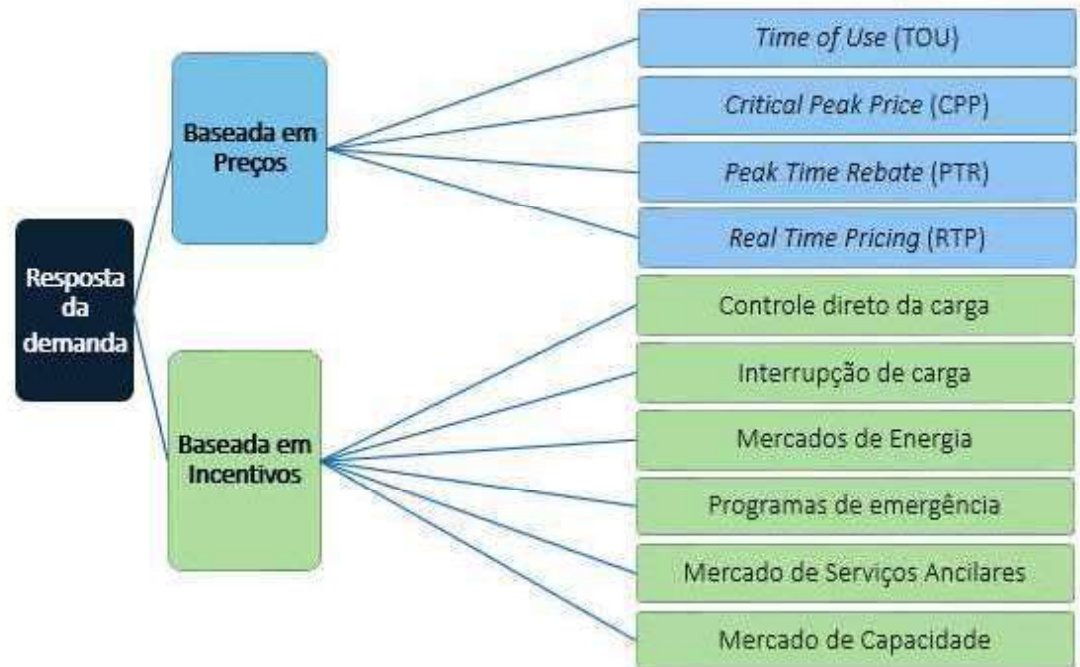 Resposta
da
demanda
Baseada em
Preços
Time of Use (TOU)
Critical Peak Price (CPP)
Peak Time Rebate (PTR)
Real Time Pricing (RTP)
Baseada em
Incentivos
Controle direto da carga
Interrupção de carga
Mercados de Energia
Programas de emergência
Mercado de Serviços Ancilares
Mercado de Capacidade